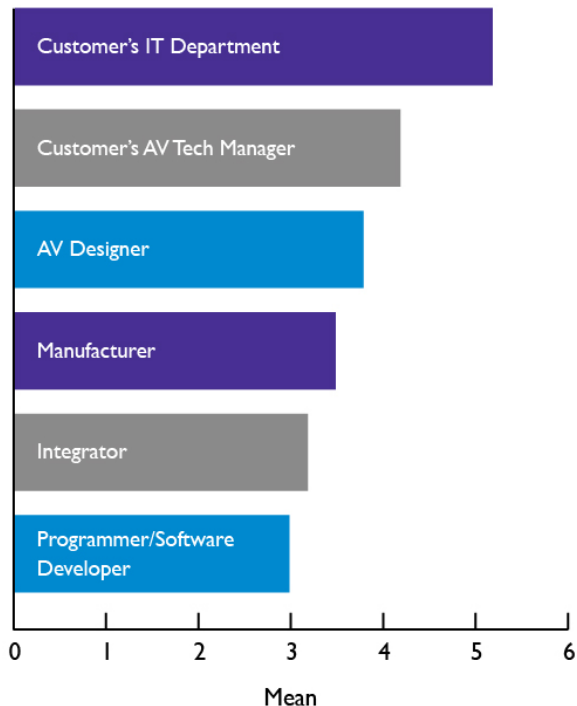 Customer’s IT Department
Customer’s AV Tech Manager
AV Designer
Manufacturer
Integrator
Programmer/Software
Developer
0 1 2 3 4 5 6
Mean